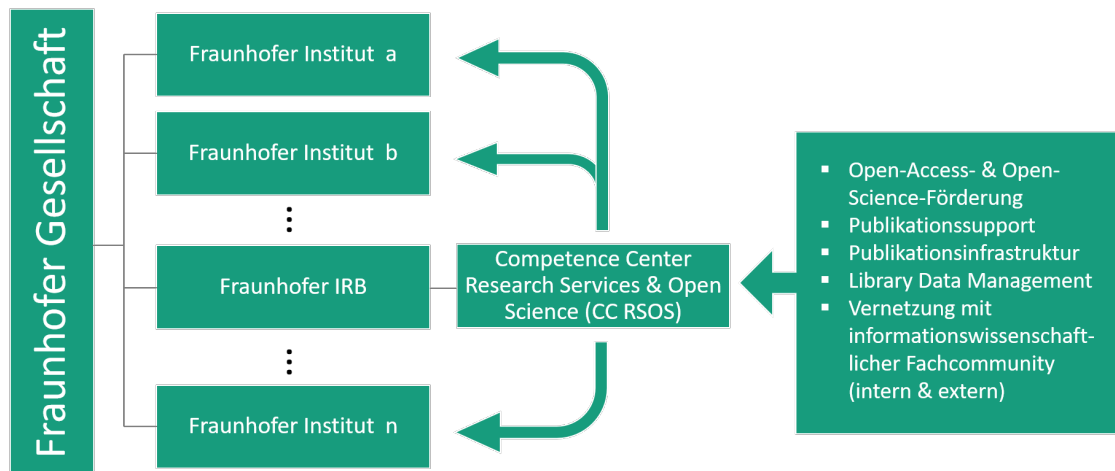 Fraunhofer Gesellschaft
Fraunhofer Institut a
Fraunhofer Institut b
...
Fraunhofer IRB
...
Fraunhofer Institut n
Competence Center
Research Services & Open
Science (CC RSOS)
▪ Open-Access- & Open-
Science-Förderung
▪ Publikationssupport
▪ Publikationsinfrastruktur
▪ Library Data Management
▪ Vernetzung mit
informationswissenschaft-
licher Fachcommunity
(intern & extern)